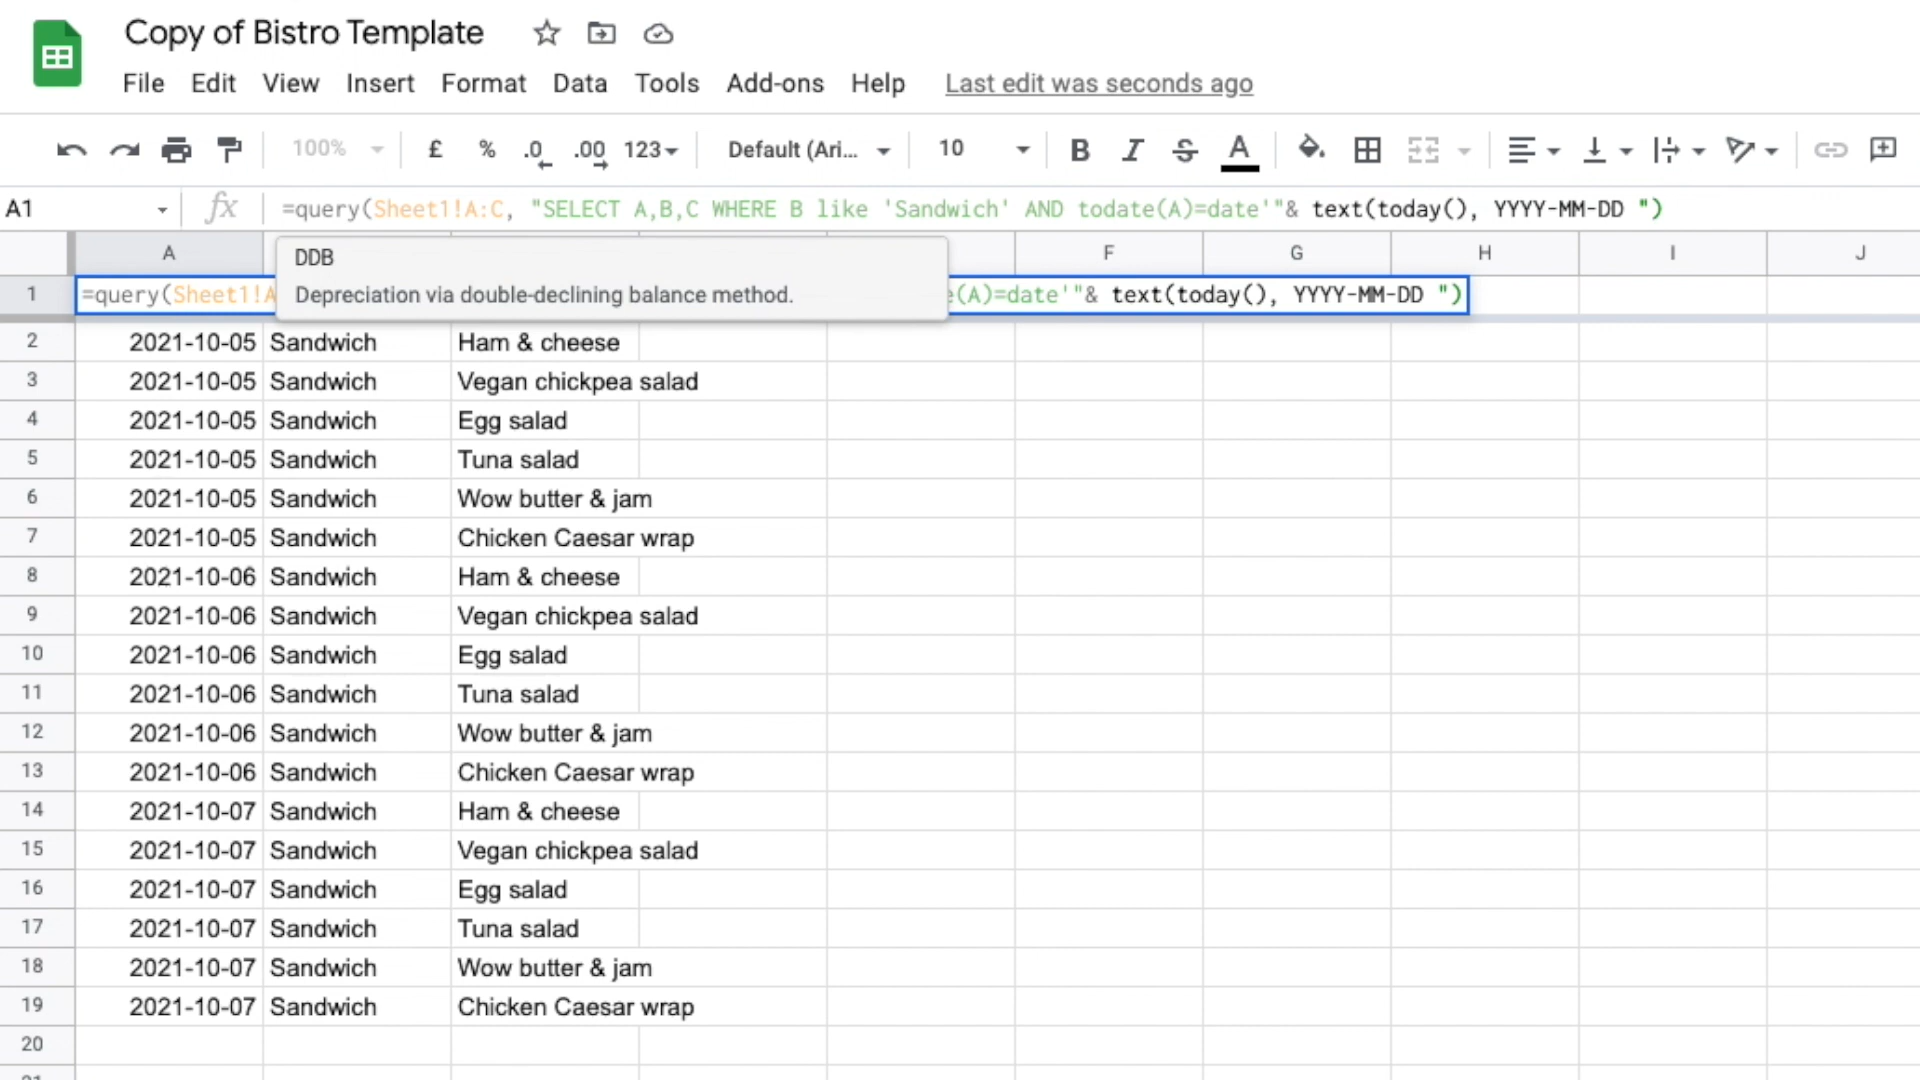 Copy of Bistro Template
File Edit View Insert Format Data Tools Add-ons Help Last edit was seconds ago
100% £ % .0 .00 123 Default (Ari... 10 B I S A
A1 fx =query(Sheet1!A:C, "SELECT A,B,C WHERE B like 'Sandwich' AND todate(A)=date'"& text(today(), YYYY-MM-DD ")
A F G H I J
DDB
Depreciation via double-declining balance method.
1 =query(Sheet1!A (A)=date'"& text(today(), YYYY-MM-DD ")
2 2021-10-05 Sandwich Ham & cheese
3 2021-10-05 Sandwich Vegan chickpea salad
4 2021-10-05 Sandwich Egg salad
5 2021-10-05 Sandwich Tuna salad
6 2021-10-05 Sandwich Wow butter & jam
7 2021-10-05 Sandwich Chicken Caesar wrap
8 2021-10-06 Sandwich Ham & cheese
9 2021-10-06 Sandwich Vegan chickpea salad
10 2021-10-06 Sandwich Egg salad
11 2021-10-06 Sandwich Tuna salad
12 2021-10-06 Sandwich Wow butter & jam
13 2021-10-06 Sandwich Chicken Caesar wrap
14 2021-10-07 Sandwich Ham & cheese
15 2021-10-07 Sandwich Vegan chickpea salad
16 2021-10-07 Sandwich Egg salad
17 2021-10-07 Sandwich Tuna salad
18 2021-10-07 Sandwich Wow butter & jam
19 2021-10-07 Sandwich Chicken Caesar wrap
20